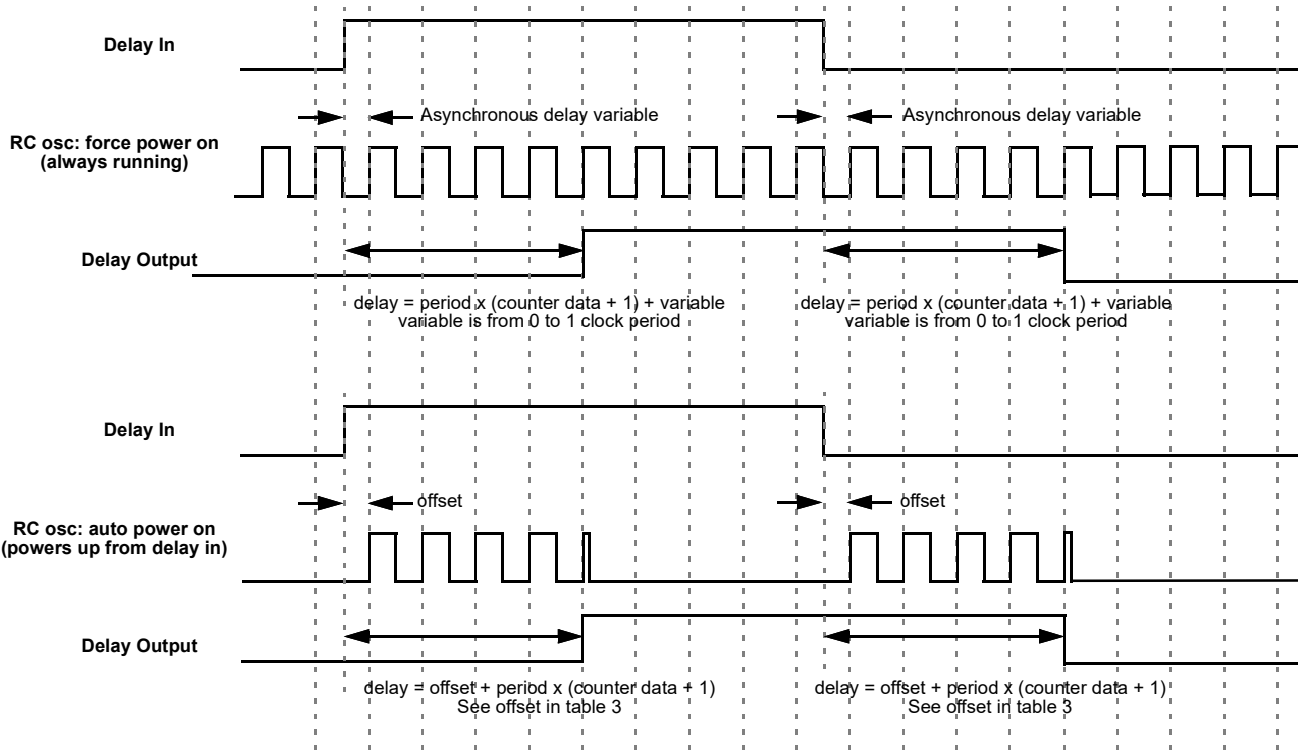 Delay In
Asynchronous delay variable
Asynchronous delay variable
RC osc: force power on
(always running)
Delay Output
delay = period x (counter data + 1) + variable
variable is from 0 to 1 clock period
delay = period x (counter data + 1) + variable
variable is from 0 to 1 clock period
Delay In
offset
offset
RC osc: auto power on
(powers up from delay in)
Delay Output
delay = offset + period x (counter data + 1)
See offset in table 3
delay = offset + period x (counter data + 1)
See offset in table 3